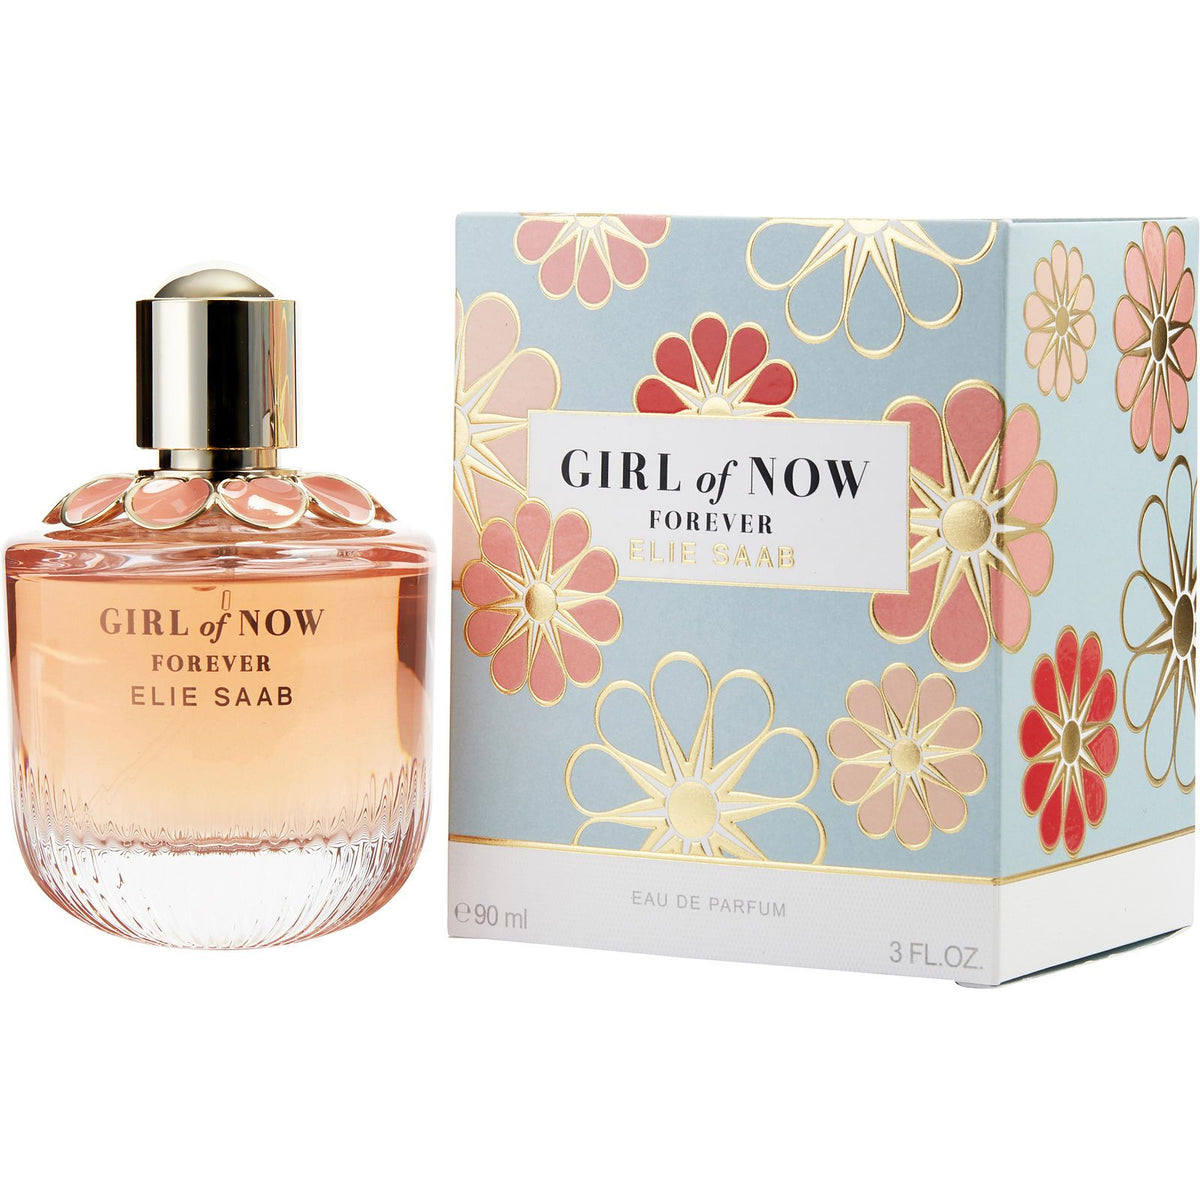 GIRL of NOW
FOREVER
ELIE SAAB
GIRL of NOW
FOREVER
ELIE SAAB
EAU DE PARFUM
℮90 ml
3 FL.OZ.